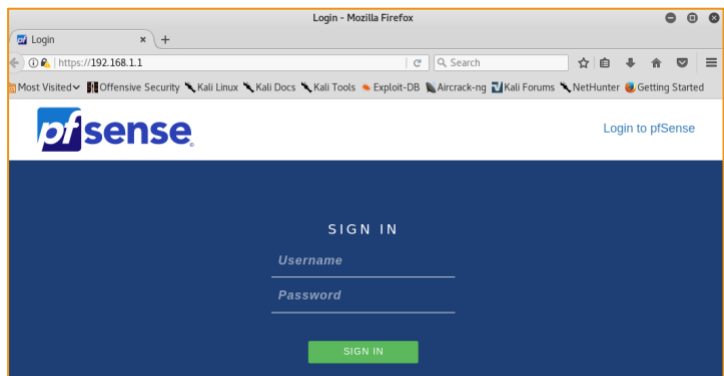 Login - Mozilla Firefox
Login
https://192.168.1.1
Search
Most Visited Offensive Security Kali Linux Kali Docs Kali Tools Exploit-DB Aircrack-ng Kali Forums NetHunter Getting Started
pfsense
Login to pfSense
SIGN IN
Username
Password
SIGN IN